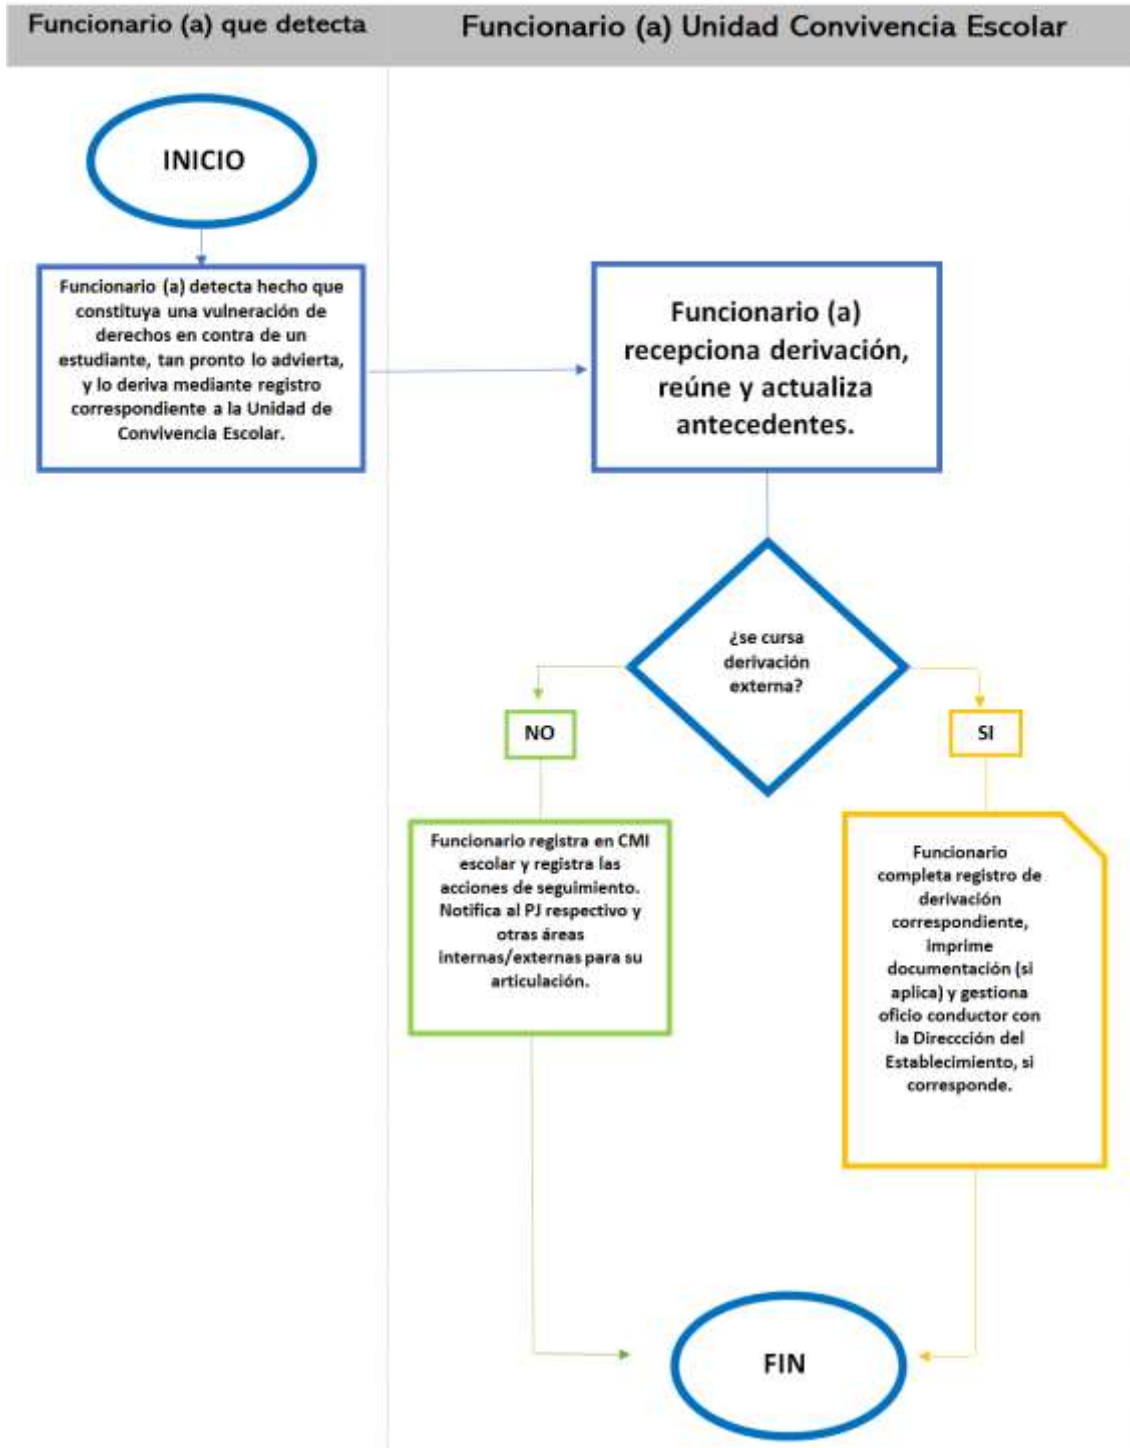 Funcionario (a) que detecta
Funcionario (a) Unidad Convivencia Escolar
INICIO
Funcionario (a) detecta hecho que
constituya una vulneración de
derechos en contra de un
estudiante, tan pronto lo advierta,
y lo deriva mediante registro
correspondiente a la Unidad de
Convivencia Escolar.
Funcionario (a)
recepciona derivación,
reúne y actualiza
antecedentes.
¿se cursa
derivación
externa?
NO
SI
Funcionario registra en CMI
escolar y registra las
acciones de seguimiento.
Notifica al PJ respectivo y
otras áreas
internas/externas para su
articulación.
Funcionario
completa registro de
derivación
correspondiente,
imprime
documentación (si
aplica) y gestiona
oficio conductor con
la Direccción del
Establecimiento, si
corresponde.
FIN